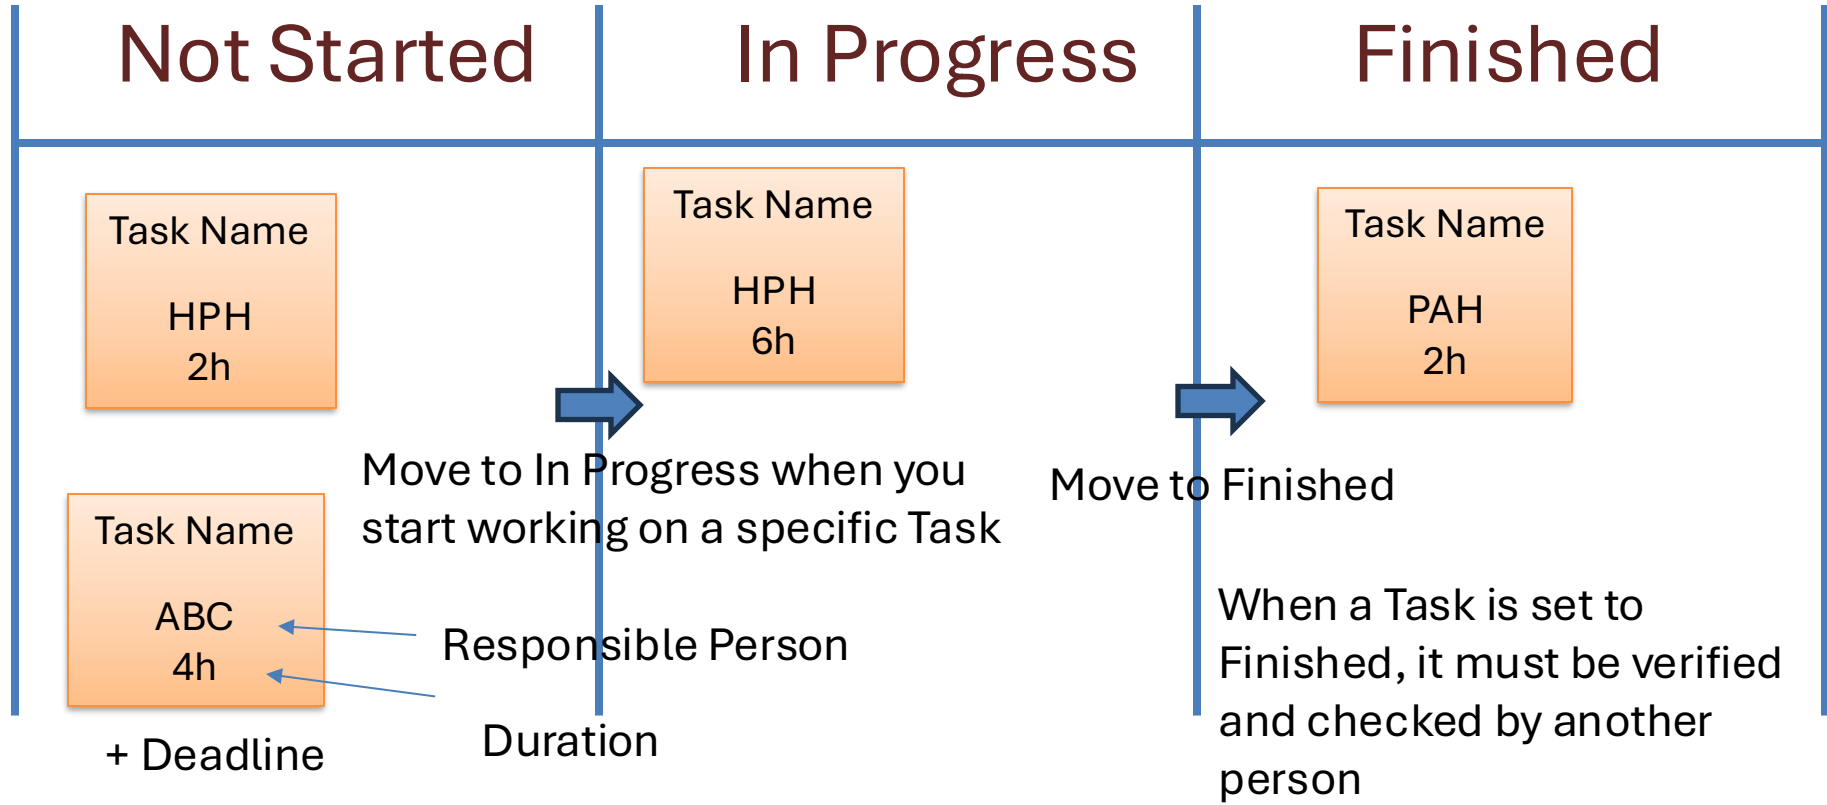 Not Started
In Progress
Finished
Task Name
HPH
2h
Task Name
HPH
6h
Task Name
PAH
2h
Move to In Progress when you
start working on a specific Task
Move to Finished
Task Name
ABC
4h
Responsible Person
Duration
+ Deadline
When a Task is set to
Finished, it must be verified
and checked by another
person